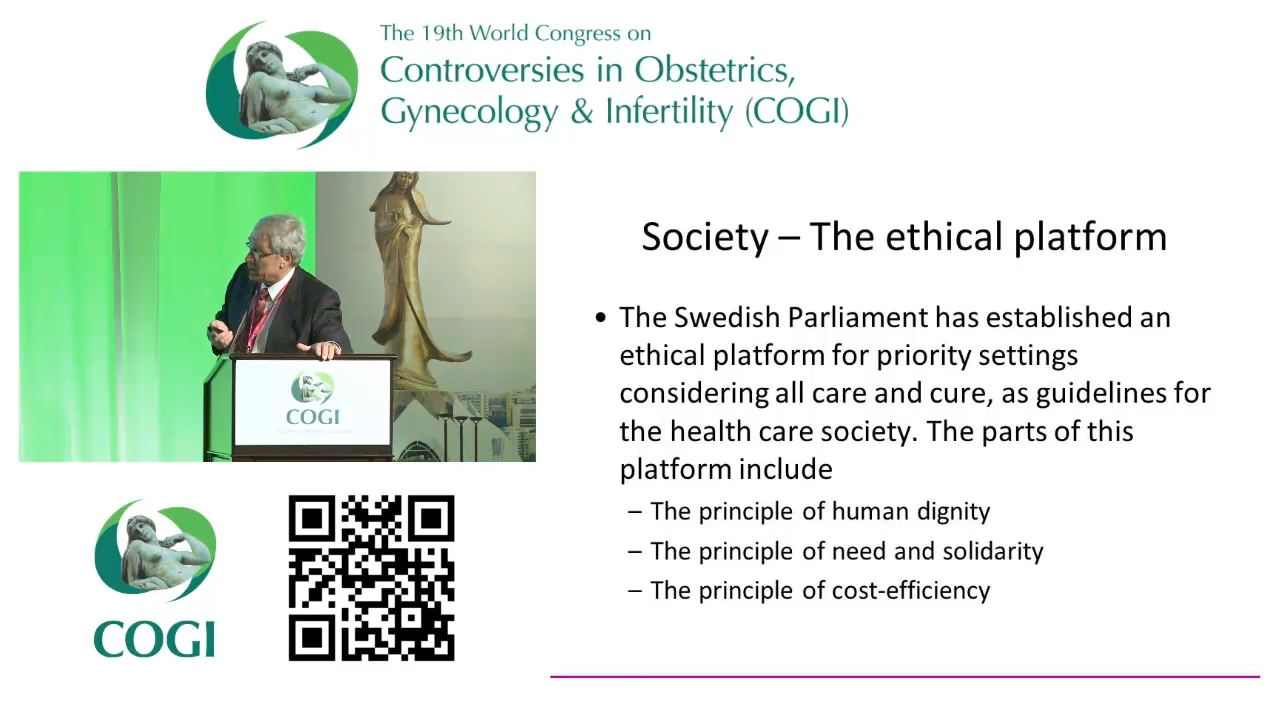 The 19th World Congress on
Controversies in Obstetrics,
Gynecology & Infertility (COGI)
COGI
COGI
Society – The ethical platform
• The Swedish Parliament has established an
ethical platform for priority settings
considering all care and cure, as guidelines for
the health care society. The parts of this
platform include
– The principle of human dignity
– The principle of need and solidarity
– The principle of cost-efficiency